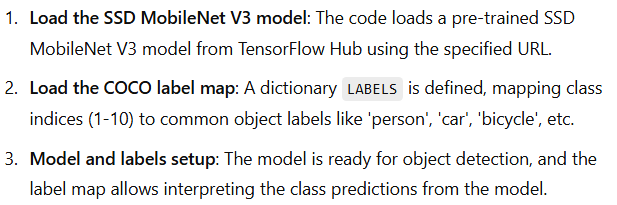 1. Load the SSD MobileNet V3 model: The code loads a pre-trained SSD
MobileNet V3 model from TensorFlow Hub using the specified URL.
2. Load the COCO label map: A dictionary LABELS is defined, mapping class
indices (1-10) to common object labels like 'person', 'car', 'bicycle', etc.
3. Model and labels setup: The model is ready for object detection, and the
label map allows interpreting the class predictions from the model.